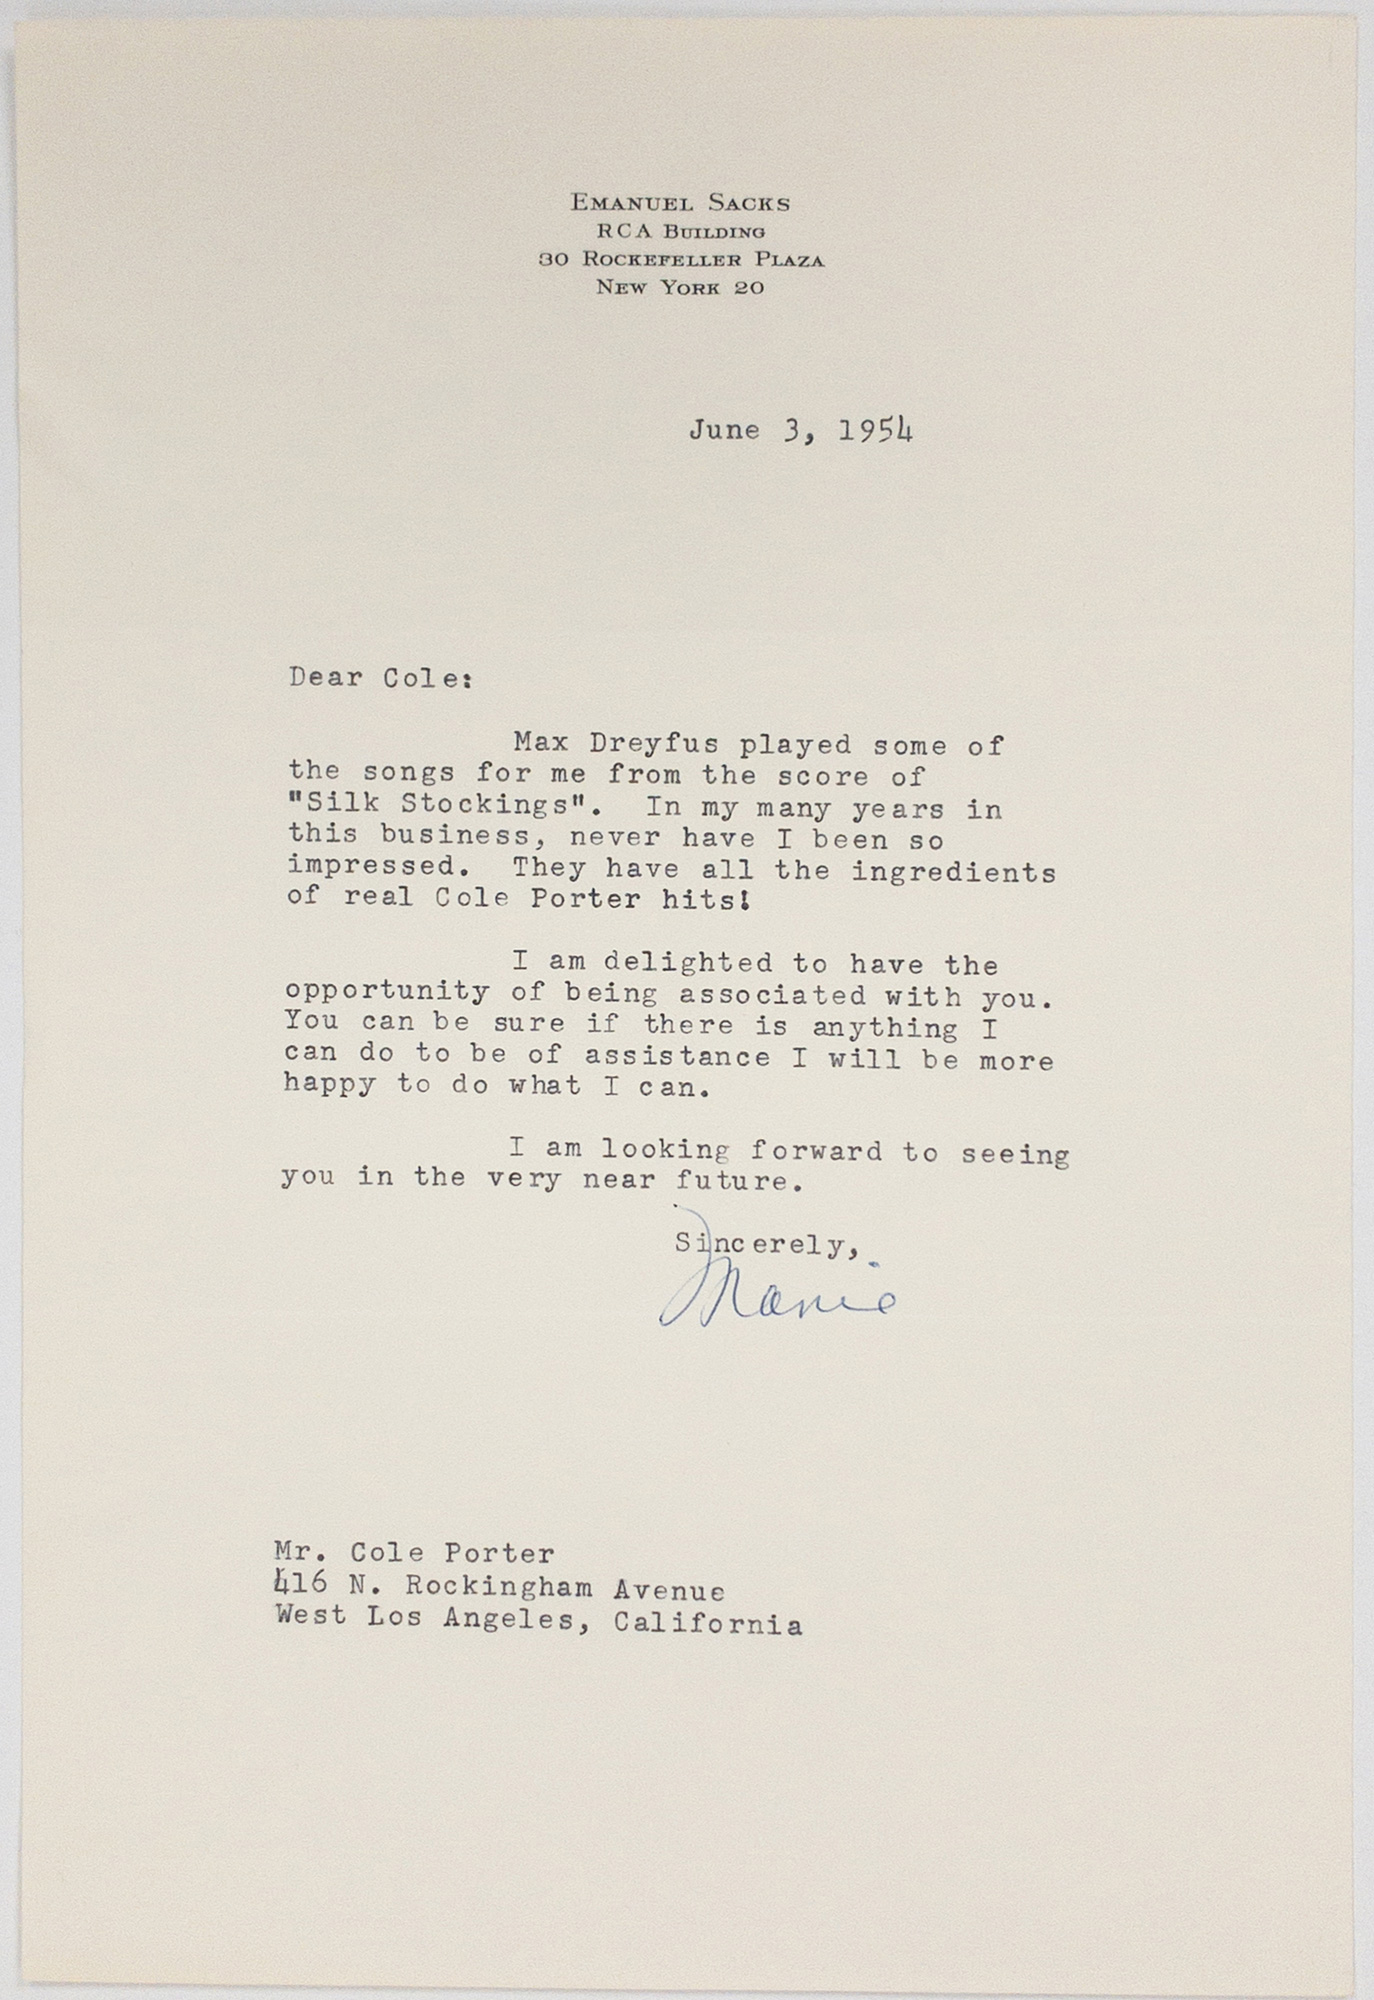 Emanuel Sacks
RCA Building
30 Rockefeller Plaza
New York 20
June 3, 1954
Dear Cole:
Max Dreyfus played some of
the songs for me from the score of
"Silk Stockings". In my many years in
this business, never have I been so
impressed. They have all the ingredients
of real Cole Porter hits!
I am delighted to have the
opportunity of being associated with you.
You can be sure if there is anything I
can do to be of assistance I will be more
happy to do what I can.
I am looking forward to seeing
you in the very near future.
Sincerely,
Manie
Mr. Cole Porter
416 N. Rockingham Avenue
West Los Angeles, California